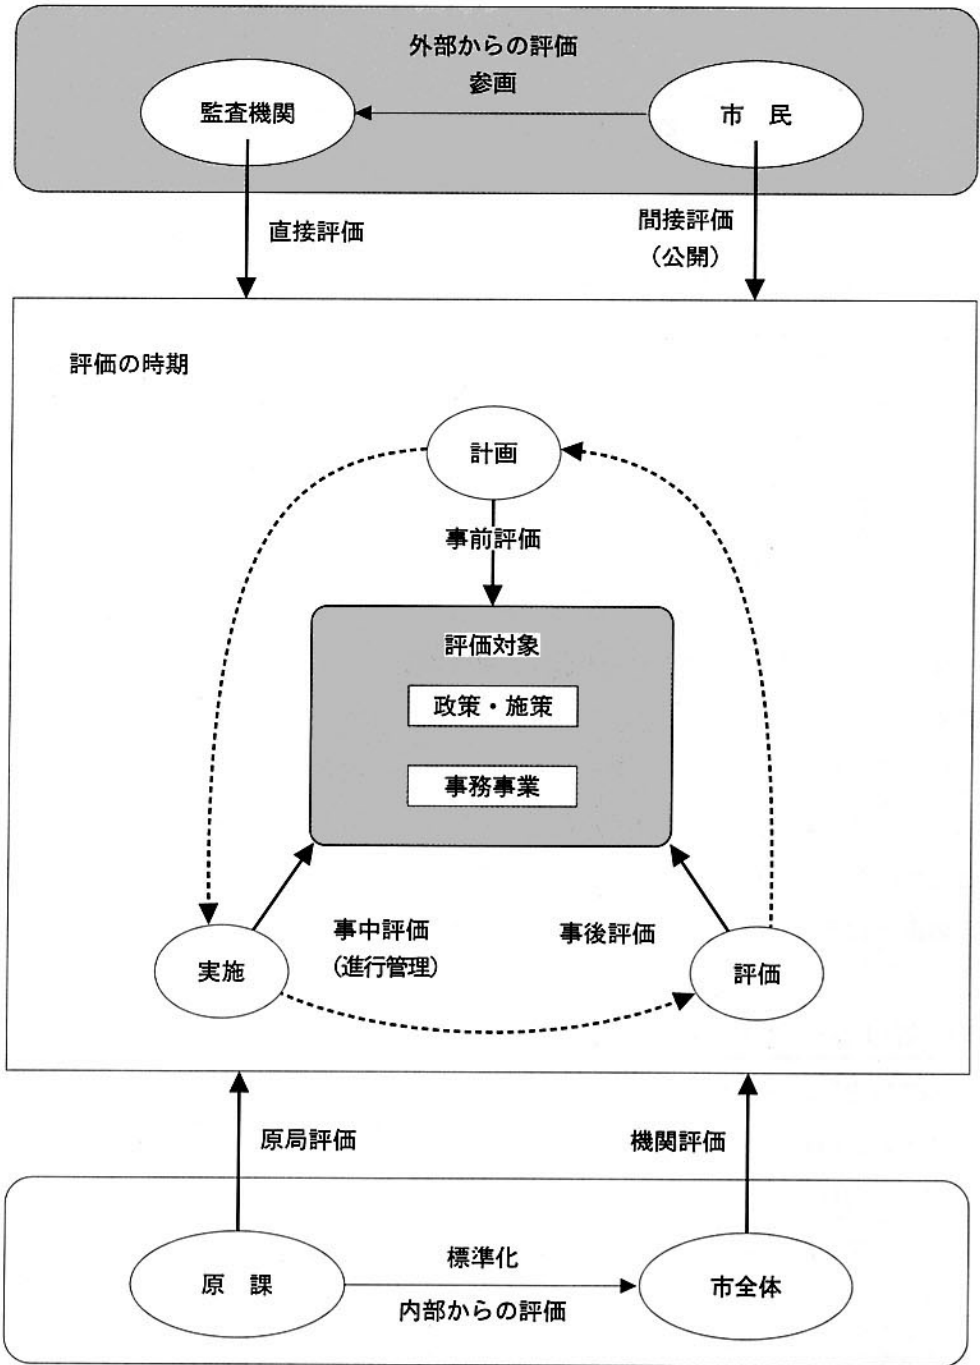 外部からの評価
参画
監査機関
市　民
直接評価
間接評価
（公開）
評価の時期
計画
事前評価
評価対象
政策・施策
事務事業
事中評価
（進行管理）
事後評価
実施
評価
原局評価
機関評価
原　課
標準化
市全体
内部からの評価